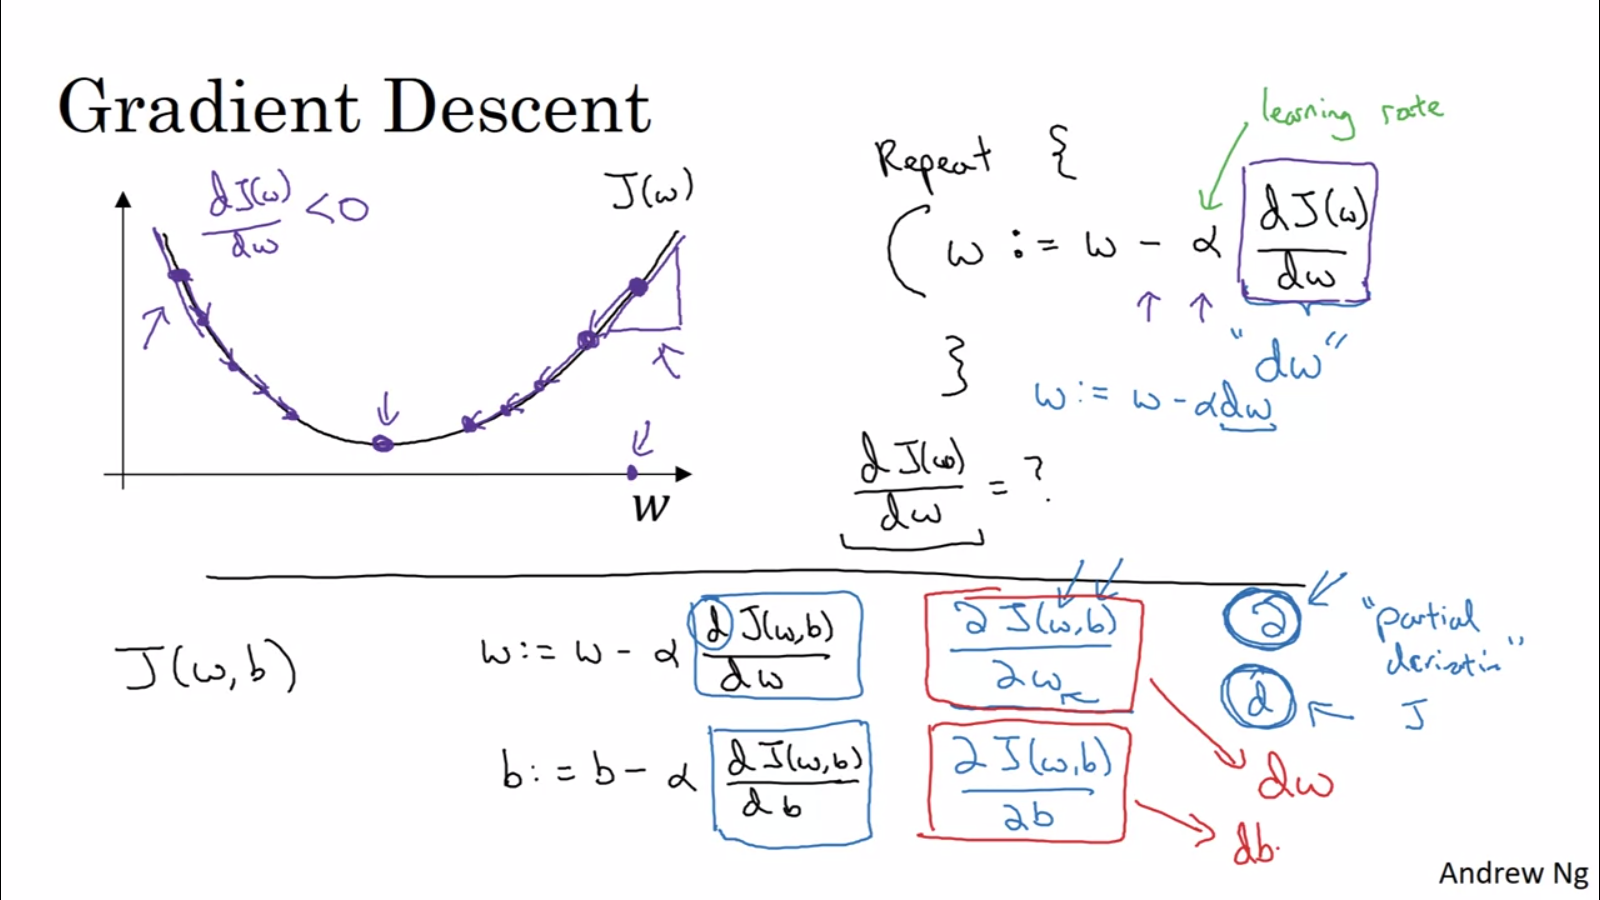 Gradient Descent
learning rate
Repeat {
dJ(w)/dw < 0
J(w)
w := w - α dJ(w)/dw
"dw"
}
w := w - αdw
w
dJ(w)/dw = ?
J(w,b)
w := w - α dJ(w,b)/dw
∂J(w,b)/∂w
∂
"partial
derivative"
d
J
b := b - α dJ(w,b)/db
∂J(w,b)/∂b
dw
db
Andrew Ng